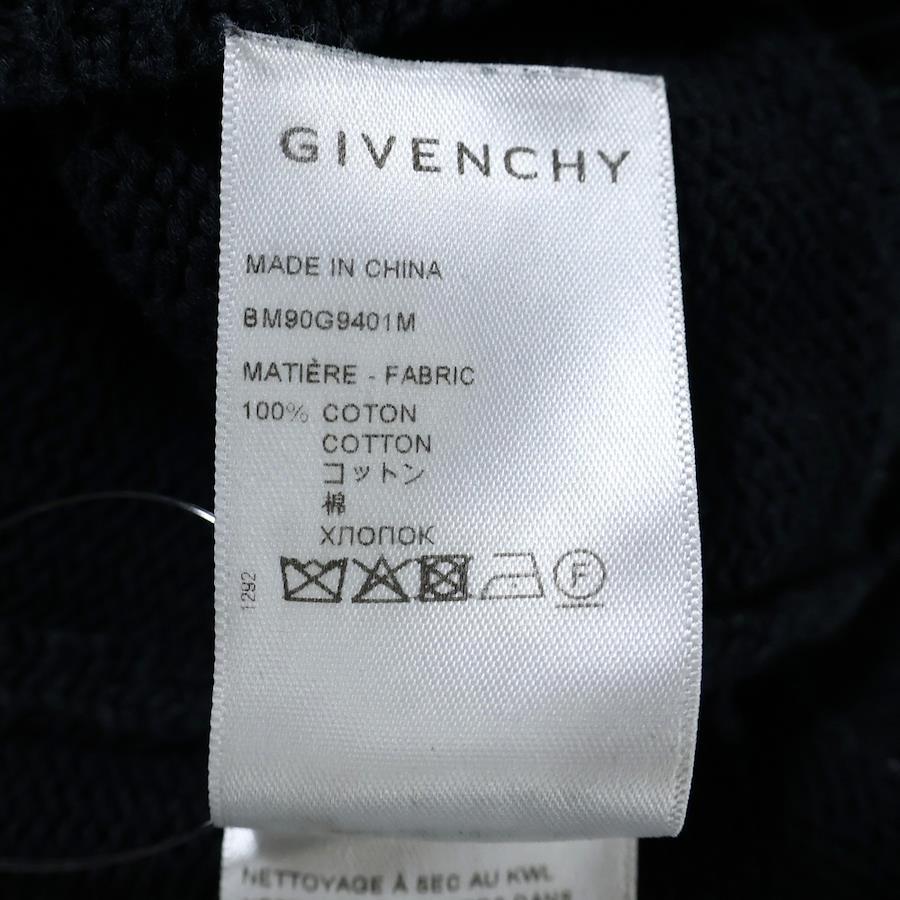 GIVENCHY
MADE IN CHINA
BM90G9401M
MATIÈRE - FABRIC
100% COTON
COTTON
コットン
棉
ХЛОПОК
1292
F
NETTOYAGE À SEC AU KWL
DANS